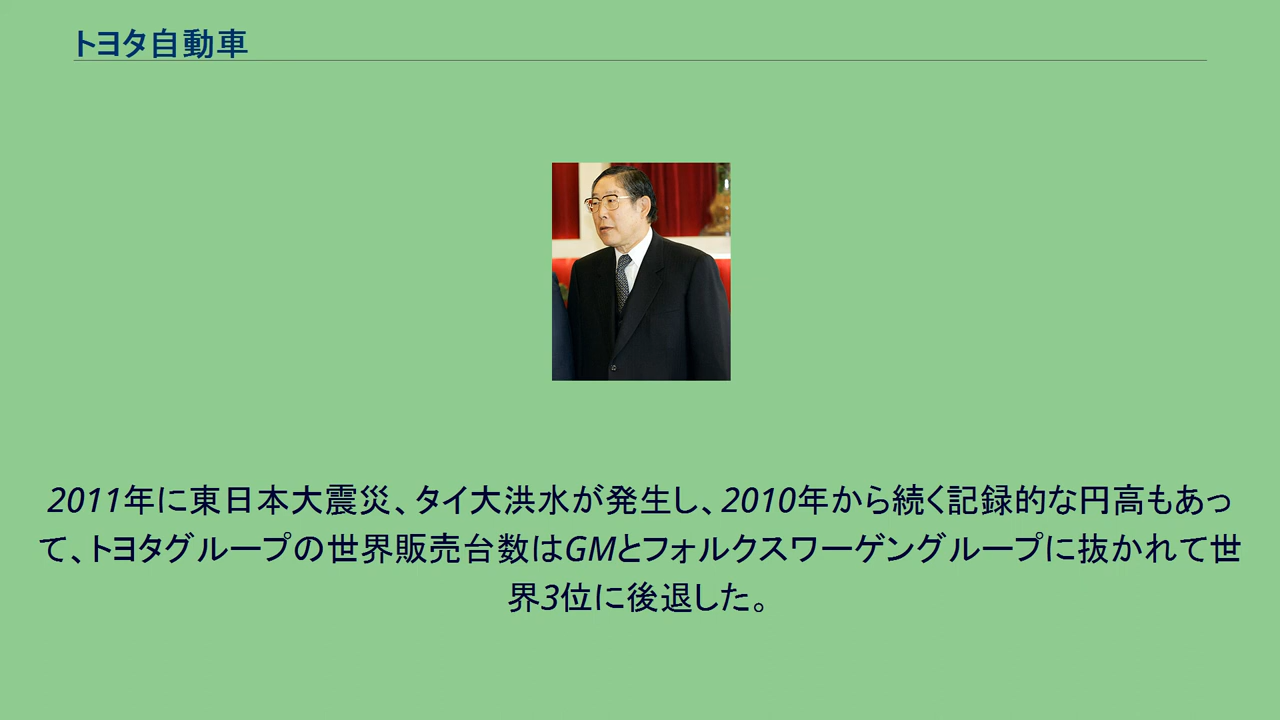 トヨタ自動車
2011年に東日本大震災、タイ大洪水が発生し、2010年から続く記録的な円高もあっ
て、トヨタグループの世界販売台数はGMとフォルクスワーゲングループに抜かれて世
界3位に後退した。